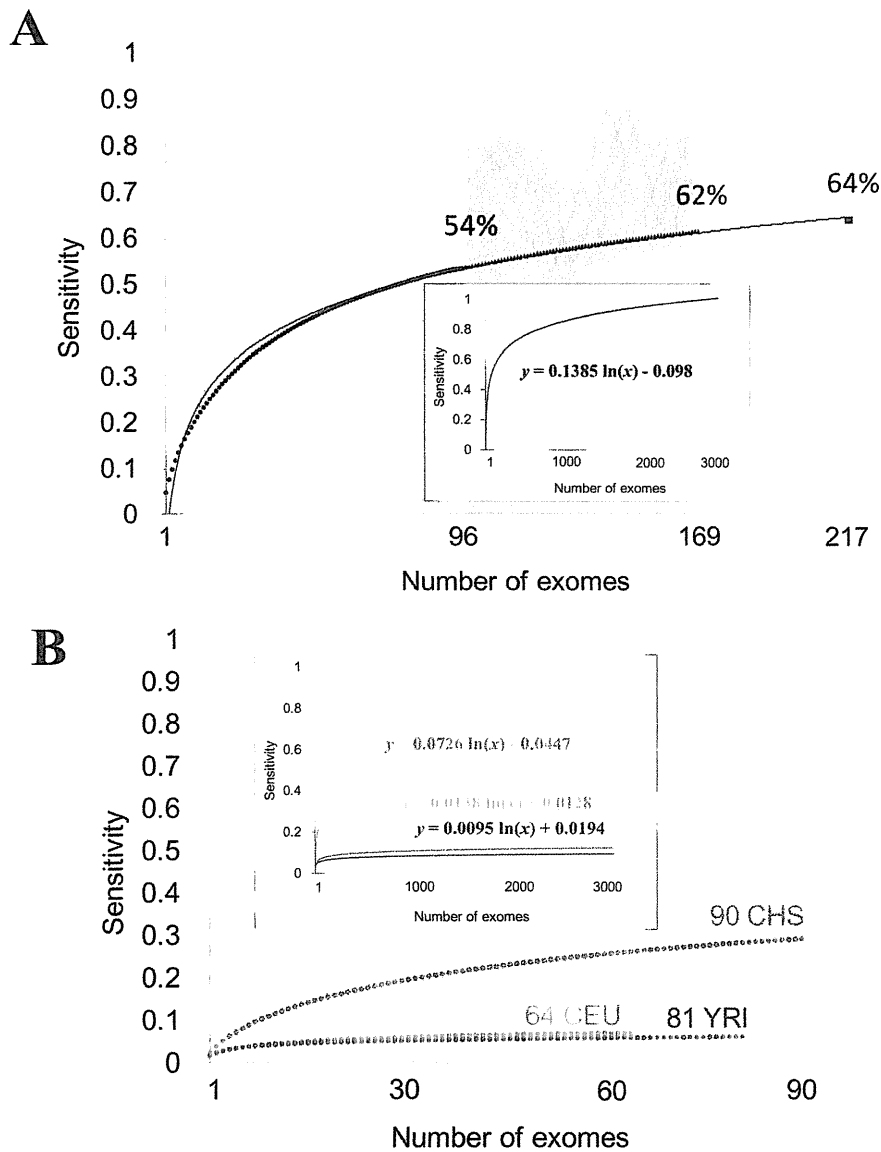 A
1
0.9
0.8
0.7
0.6
0.5
0.4
0.3
0.2
0.1
0
Sensitivity
54%
62%
64%
1
0.8
0.6
0.4
0.2
0
Sensitivity
y = 0.1385 ln(x) - 0.098
1 1000 2000 3000
Number of exomes
1 96 169 217
Number of exomes
B
1
0.9
0.8
0.7
0.6
0.5
0.4
0.3
0.2
0.1
0
Sensitivity
1
0.8
0.6
0.4
0.2
0
Sensitivity
y 0.0726 ln(x) 0.0447
0.0128
y = 0.0095 ln(x) + 0.0194
1 1000 2000 3000
Number of exomes
90 CHS
64 CEU
81 YRI
1 30 60 90
Number of exomes